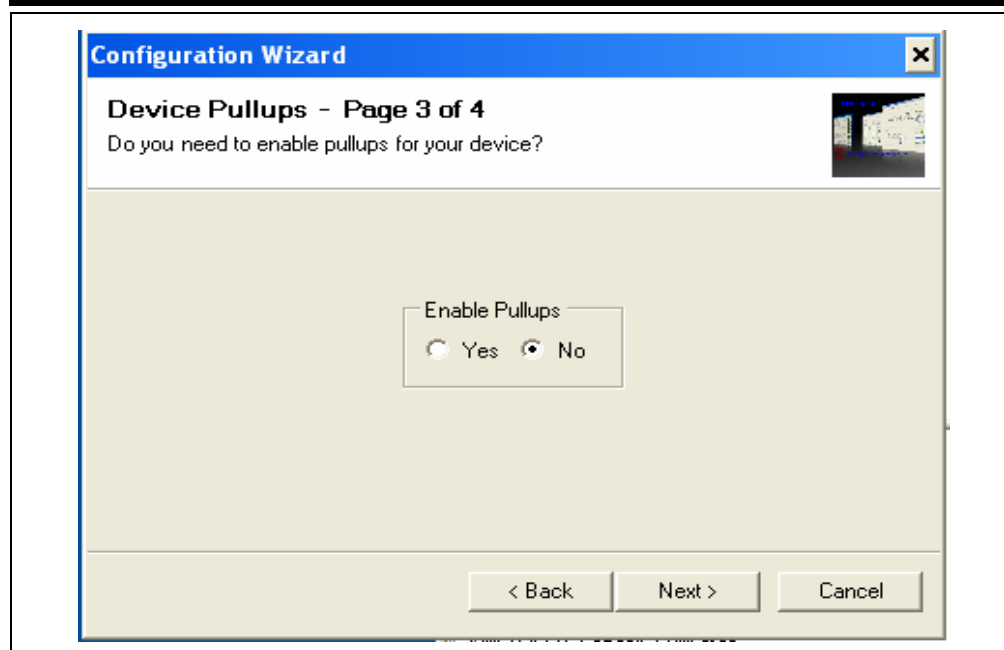 Configuration Wizard
Device Pullups - Page 3 of 4
Do you need to enable pullups for your device?
Enable Pullups
Yes No
< Back Next > Cancel